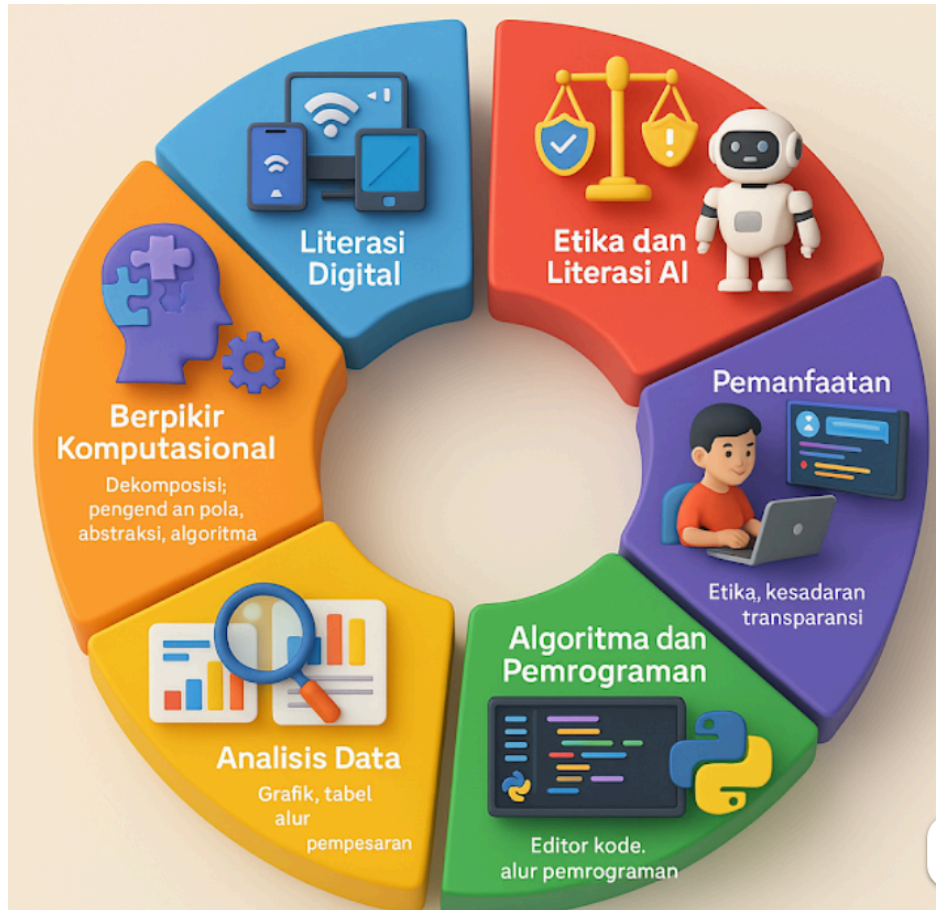 Literasi
Digital
Etika dan
Literasi AI
Pemanfaatan
Etika, kesadaran
transparansi
Algoritma dan
Pemrograman
Editor kode.
alur pemrograman
Analisis Data
Grafik, tabel
alur
pempesaran
Berpikir
Komputasional
Dekomposisi;
pengend an pola,
abstraksi, algoritma